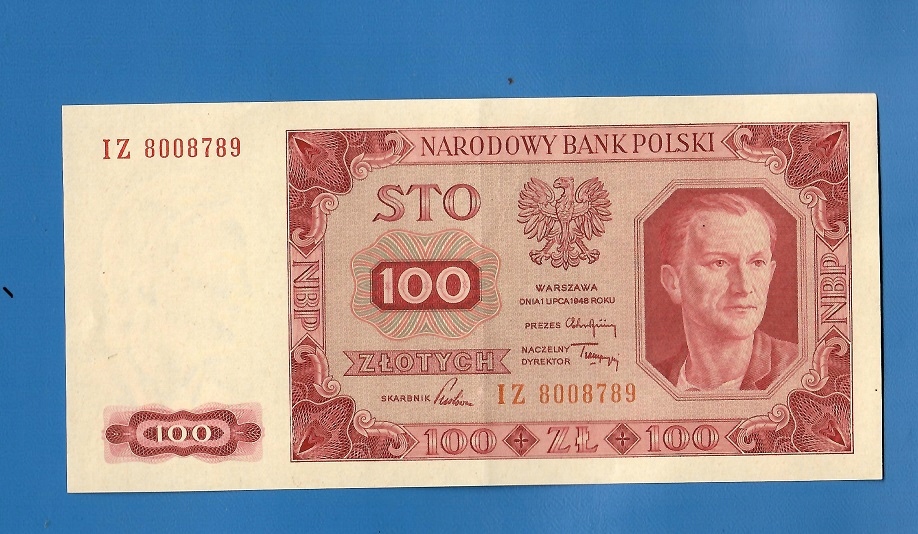 IZ 8008789
NARODOWY BANK POLSKI
STO
100
ZŁOTYCH
WARSZAWA
DNIA 1 LIPCA 1948 ROKU
PREZES
NACZELNY
DYREKTOR
SKARBNIK
IZ 8008789
NBP
NBP
100
100 ZŁ 100